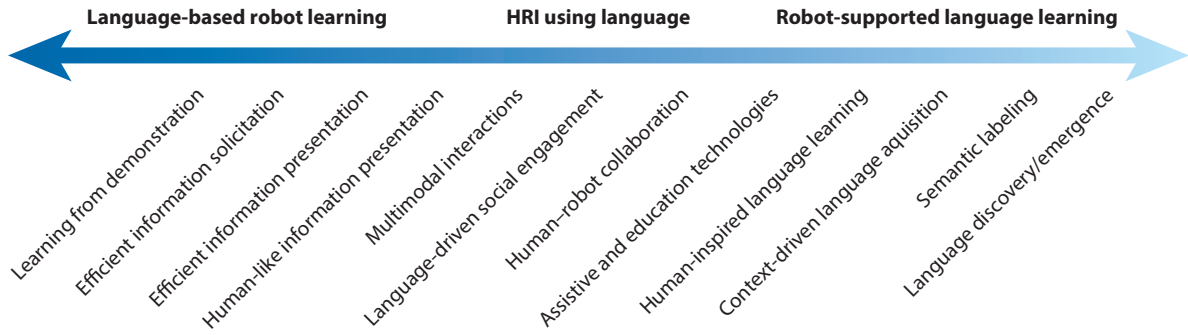 Language-based robot learning
HRI using language
Robot-supported language learning
Learning from demonstration
Efficient information solicitation
Efficient information presentation
Human-like information presentation
Multimodal interactions
Language-driven social engagement
Human–robot collaboration
Assistive and education technologies
Human-inspired language learning
Context-driven language aquisition
Semantic labeling
Language discovery/emergence